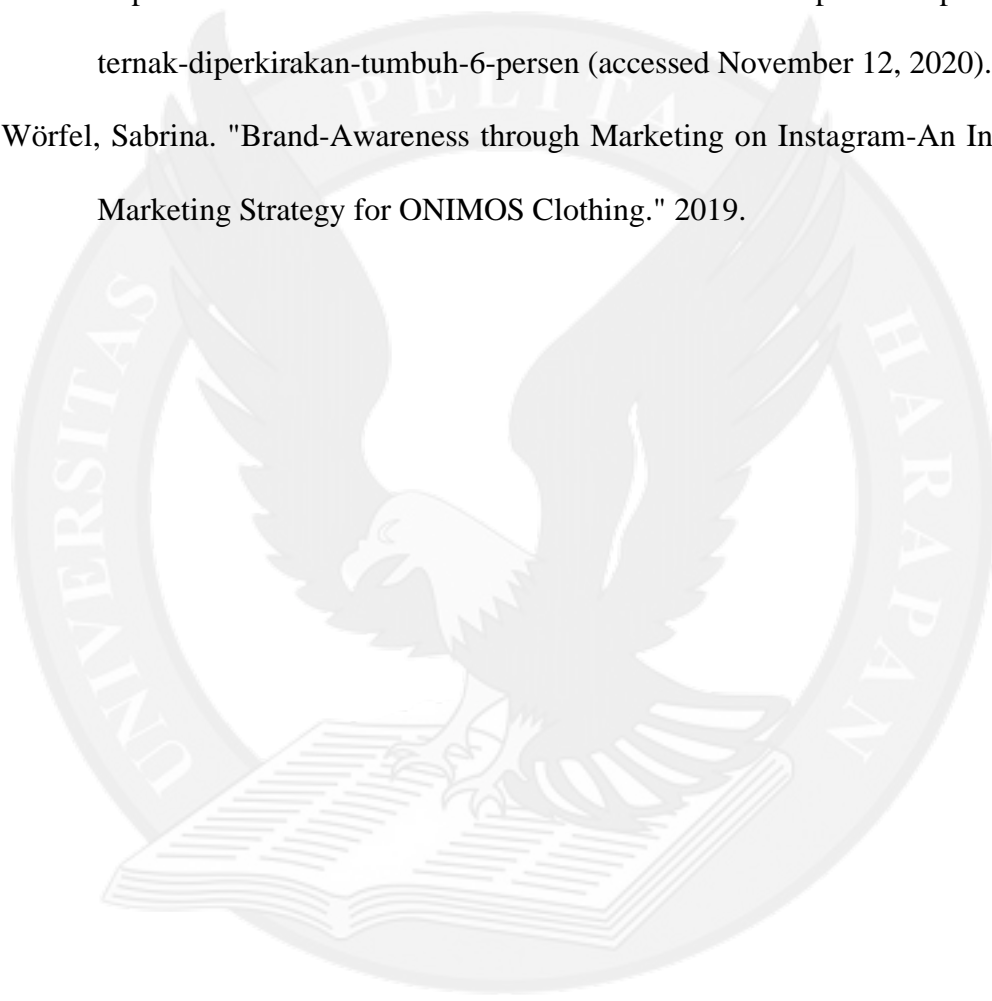 ternak-diperkirakan-tumbuh-6-persen (accessed November 12, 2020).
Wörfel, Sabrina. "Brand-Awareness through Marketing on Instagram-An In
Marketing Strategy for ONIMOS Clothing." 2019.
UNIVERSITAS PELITA HARAPAN